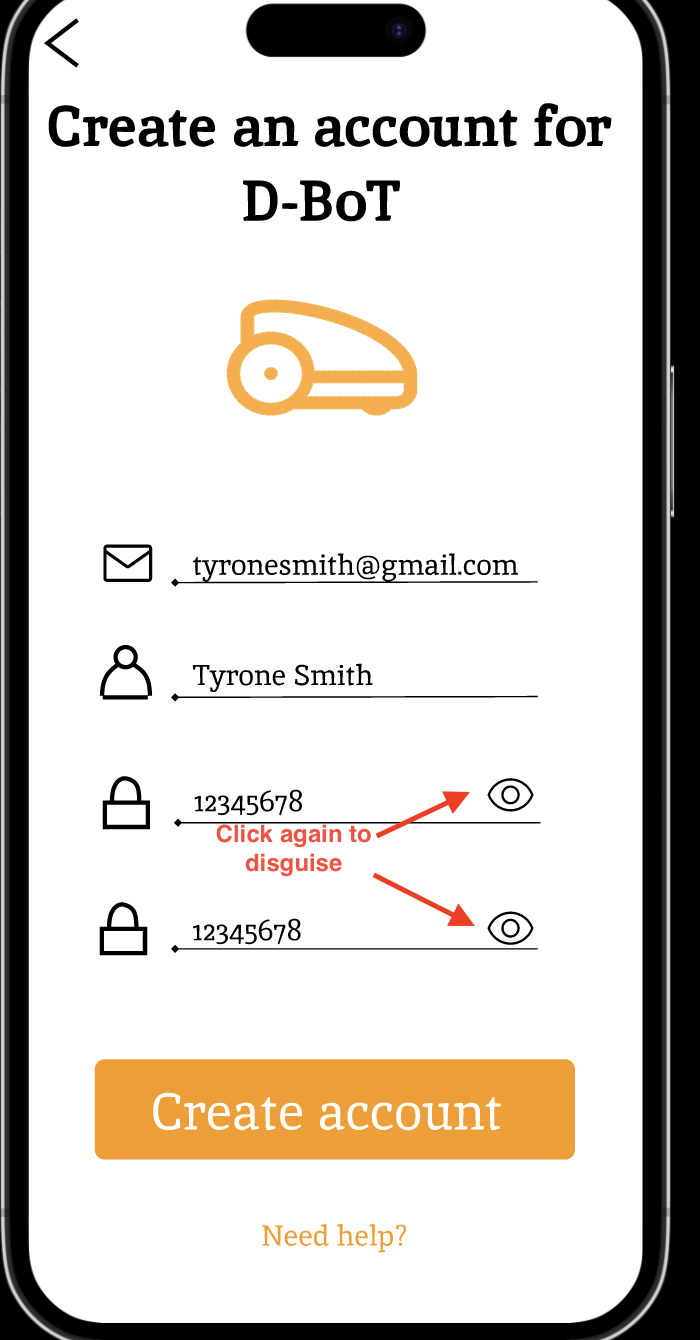 Create an account for
D-BoT
tyronesmith@gmail.com
Tyrone Smith
12345678
Click again to
disguise
12345678
Create account
Need help?